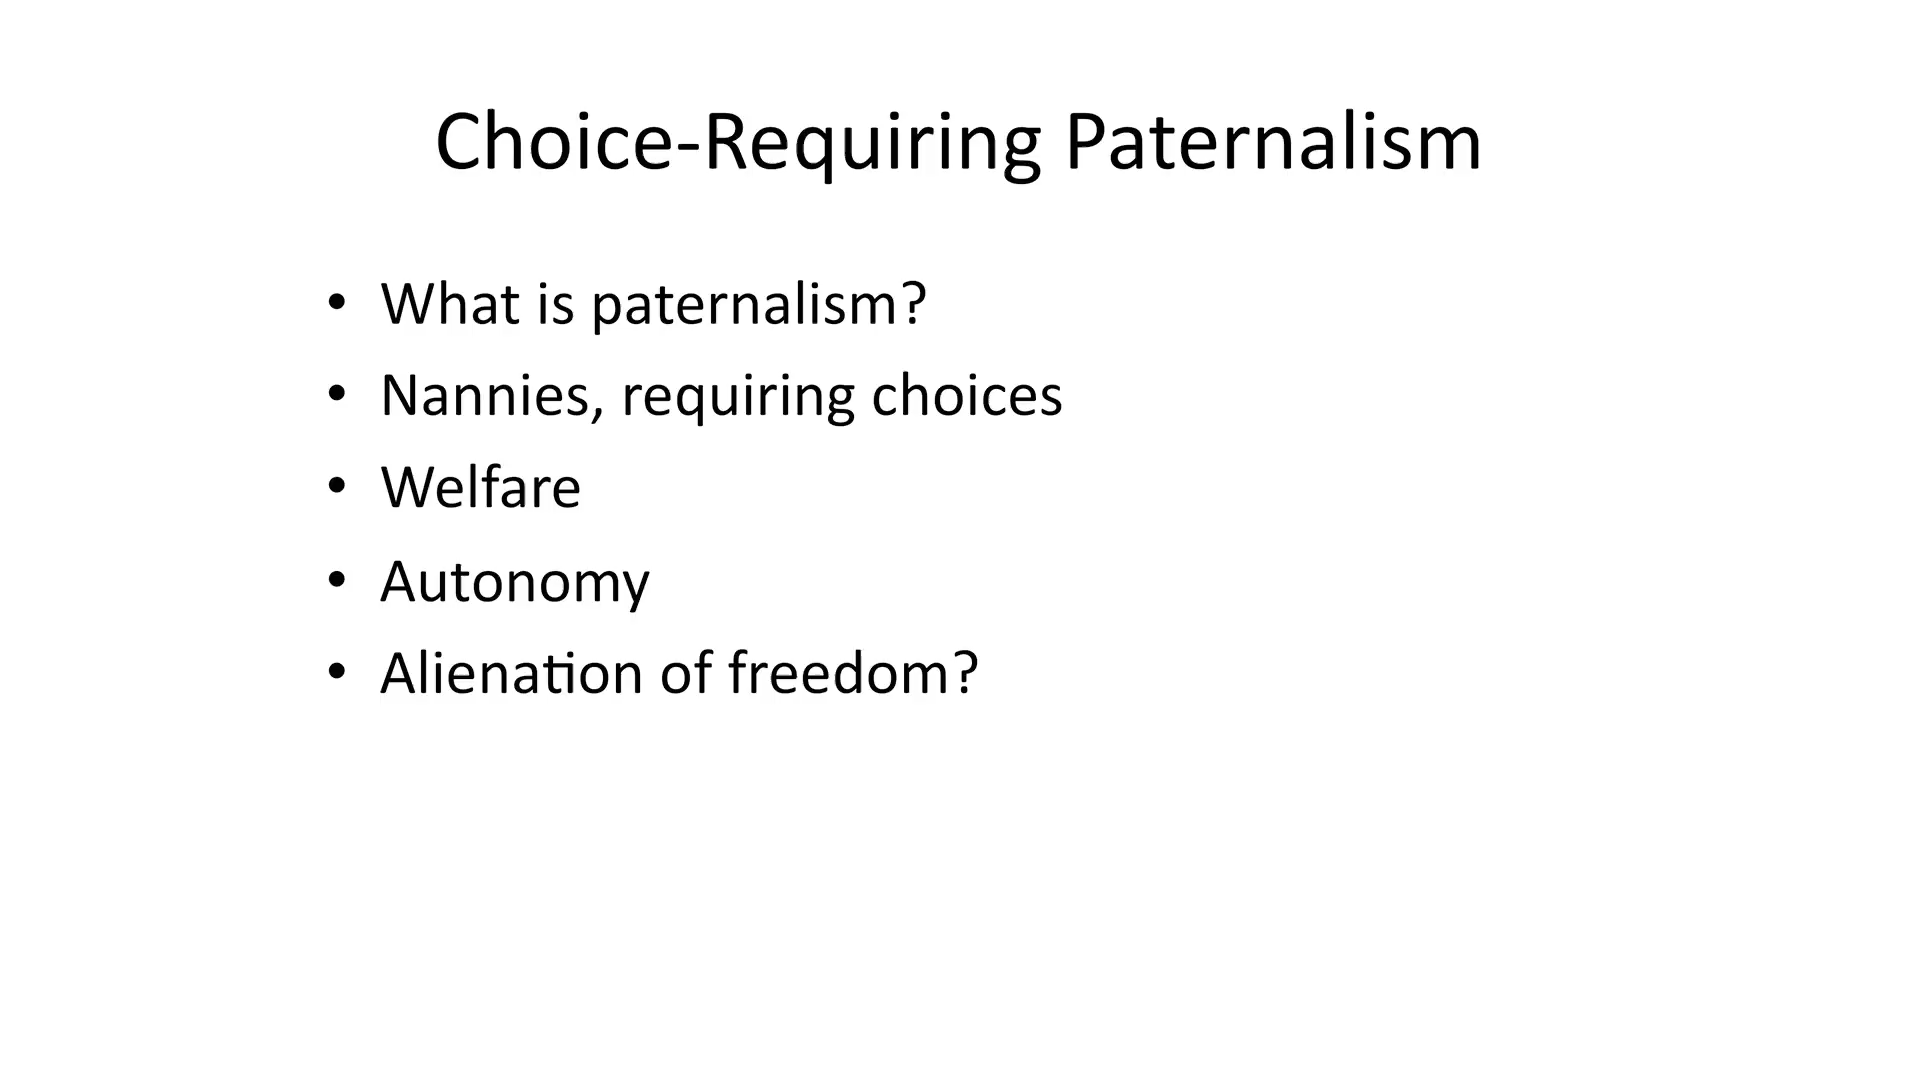 Choice-Requiring Paternalism
• What is paternalism?
• Nannies, requiring choices
• Welfare
• Autonomy
• Alienation of freedom?